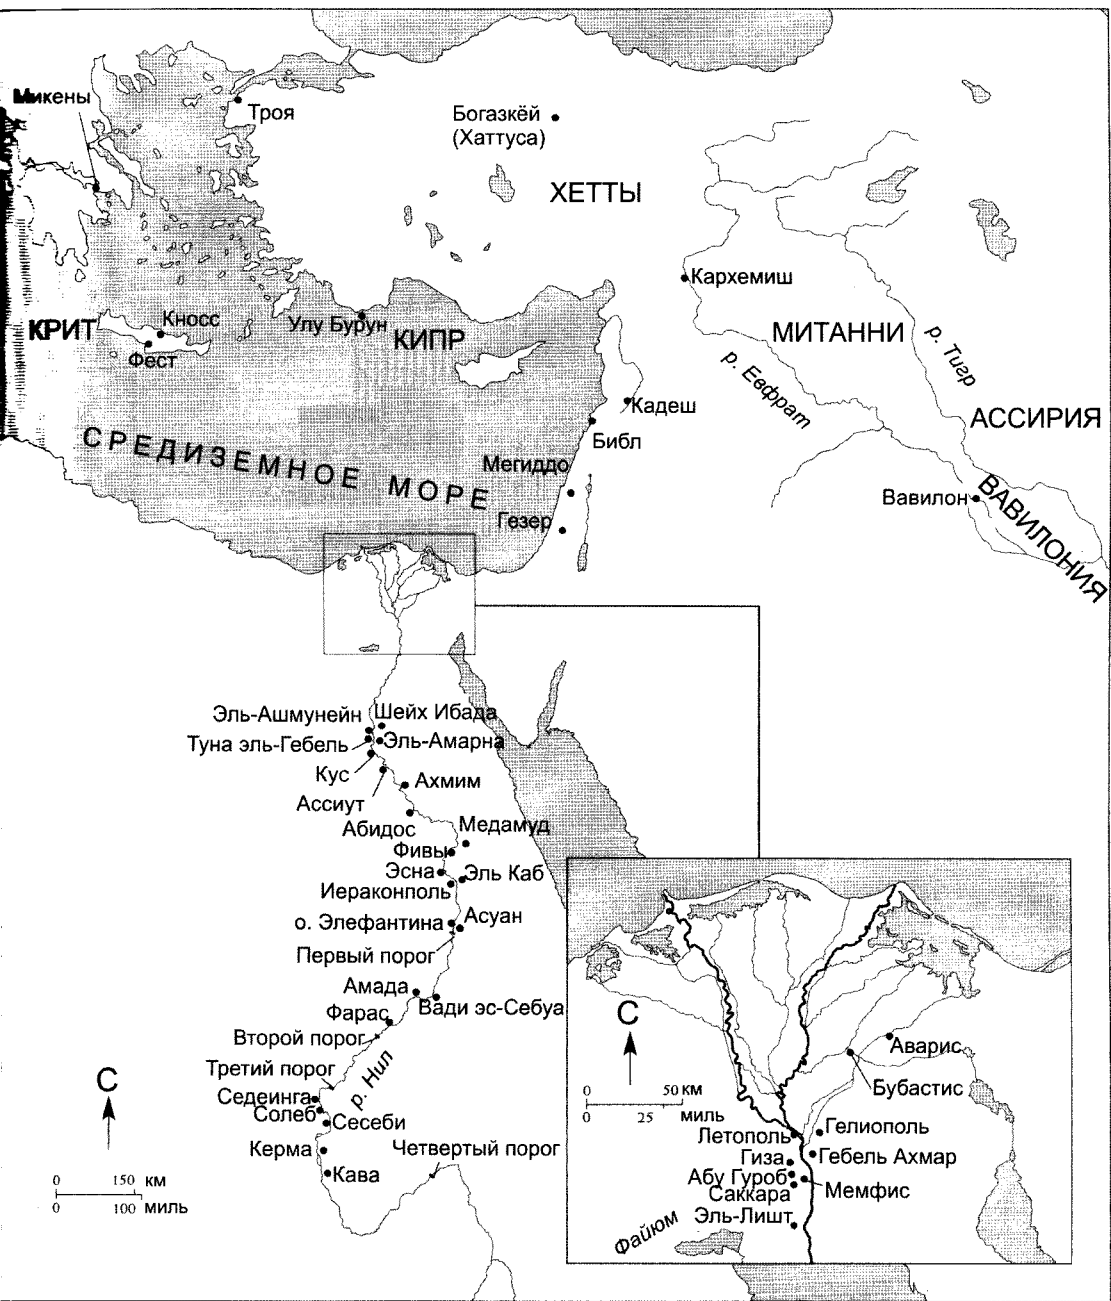 Микены
Троя
Богазкёй
(Хаттуса)
ХЕТТЫ
Кархемиш
КРИТ
Кносс
Фест
Улу Бурун
КИПР
МИТАННИ
р. Тигр
р. Евфрат
Кадеш
АССИРИЯ
Библ
СРЕДИЗЕМНОЕ МОРЕ
Мегиддо
Гезер
Вавилон
ВАВИЛОНИЯ
Эль-Ашмунейн
Шейх Ибада
Туна эль-Гебель
Эль-Амарна
Кус
Ассиут
Ахмим
Абидос
Медамуд
Фивы
Эсна
Эль Каб
Иераконполь
о. Элефантина
Асуан
Первый порог
Амада
Вади эс-Себуа
Фарас
Второй порог
Третий порог
р. Нил
Седеинга
Солеб
Сесеби
Керма
Кава
Четвертый порог
С
0 150 км
0 100 миль
С
0 50 км
0 25 миль
Аварис
Бубастис
Летополь
Гелиополь
Гиза
Гебель Ахмар
Абу Гуроб
Саккара
Мемфис
Эль-Лишт
Файюм